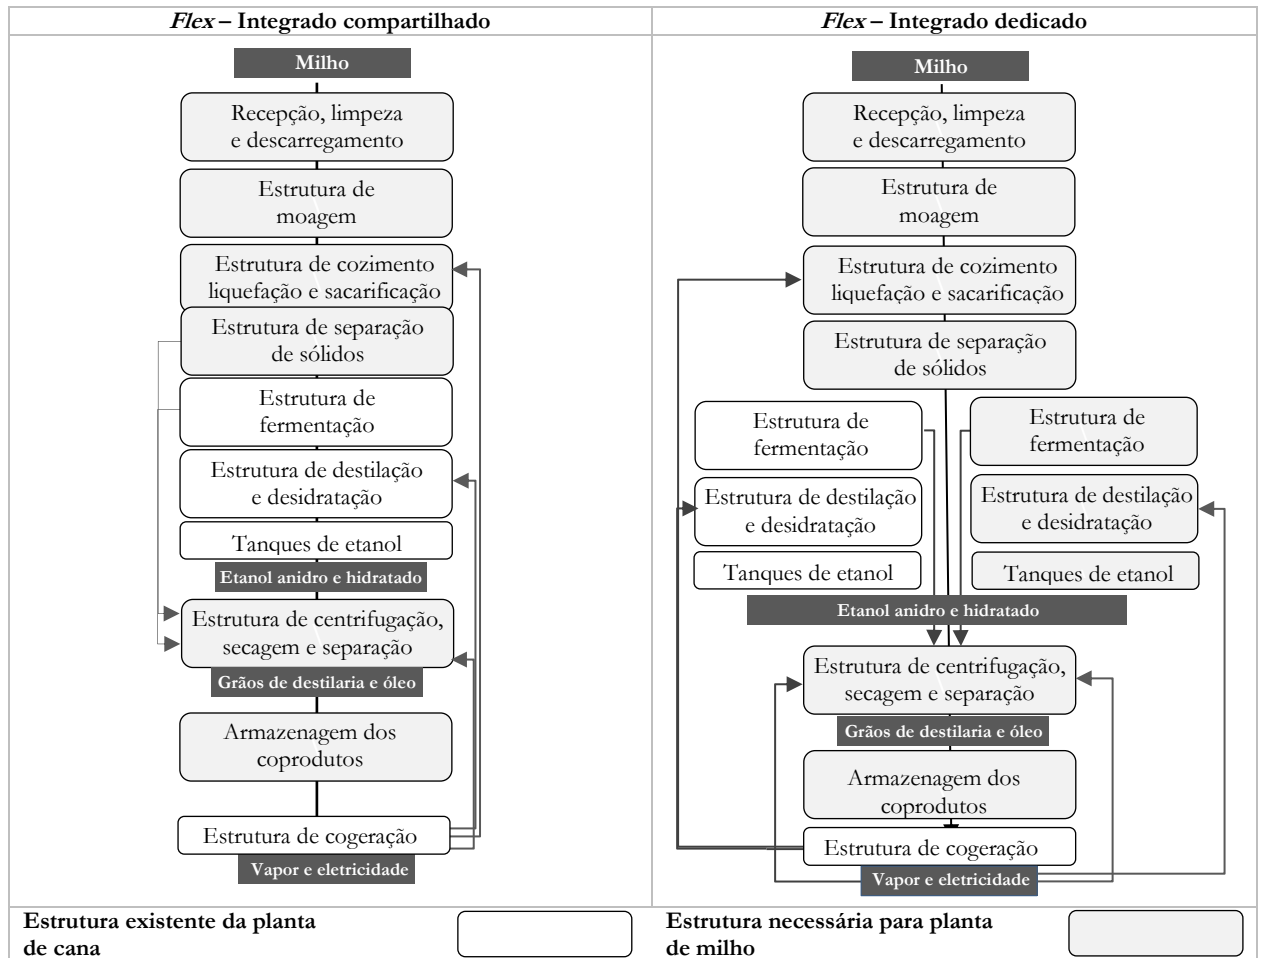 Flex – Integrado compartilhado
Milho
Recepção, limpeza
e descarregamento
Estrutura de
moagem
Estrutura de cozimento
liquefação e sacarificação
Estrutura de separação
de sólidos
Estrutura de
fermentação
Estrutura de destilação
e desidratação
Tanques de etanol
Etanol anidro e hidratado
Estrutura de centrifugação,
secagem e separação
Grãos de destilaria e óleo
Armazenagem dos
coprodutos
Estrutura de cogeração
Vapor e eletricidade
Flex – Integrado dedicado
Milho
Recepção, limpeza
e descarregamento
Estrutura de
moagem
Estrutura de cozimento
liquefação e sacarificação
Estrutura de separação
de sólidos
Estrutura de
fermentação
Estrutura de destilação
e desidratação
Tanques de etanol
Estrutura de
fermentação
Estrutura de destilação
e desidratação
Tanques de etanol
Etanol anidro e hidratado
Estrutura de centrifugação,
secagem e separação
Grãos de destilaria e óleo
Armazenagem dos
coprodutos
Estrutura de cogeração
Vapor e eletricidade
Estrutura existente da planta
de cana
Estrutura necessária para planta
de milho